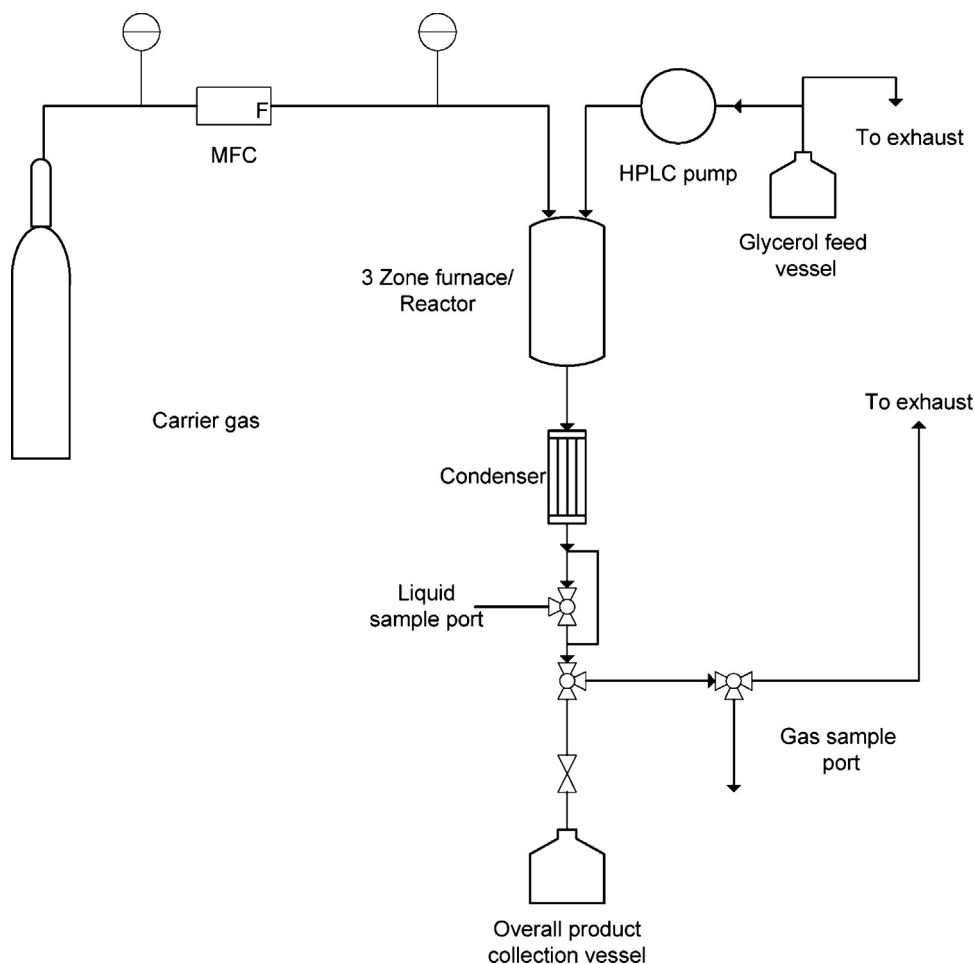 F
MFC
HPLC pump
To exhaust
Glycerol feed
vessel
3 Zone furnace/
Reactor
Carrier gas
To exhaust
Condenser
Liquid
sample port
Gas sample
port
Overall product
collection vessel